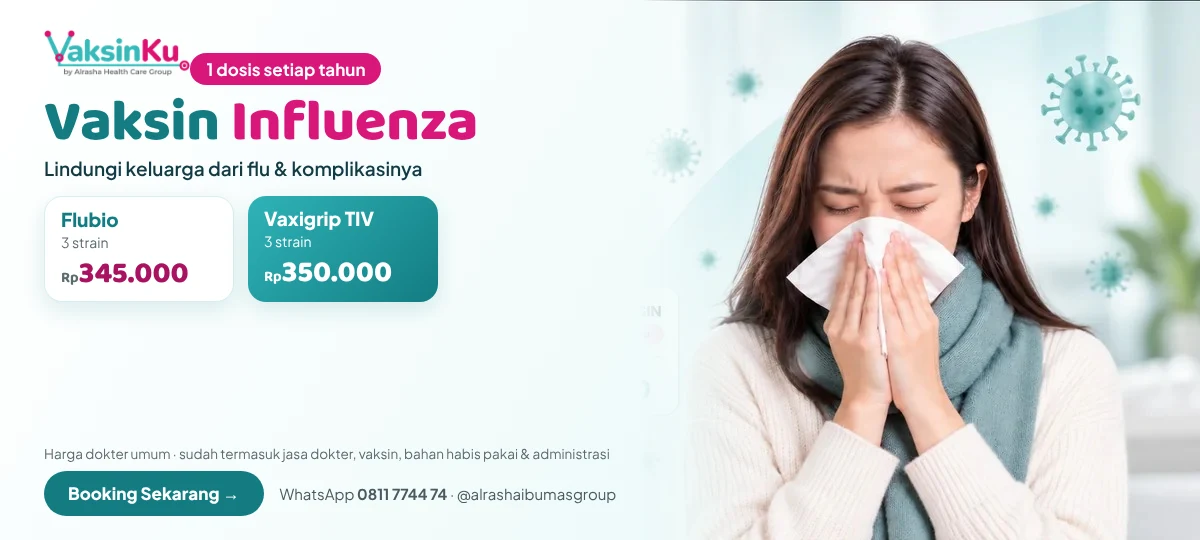 VaksinKu
by Alrasha Health Care Group
1 dosis setiap tahun
Vaksin Influenza
Lindungi keluarga dari flu & komplikasinya
Flubio
3 strain
Rp345.000
Vaxigrip TIV
3 strain
Rp350.000
Harga dokter umum · sudah termasuk jasa dokter, vaksin, bahan habis pakai & administrasi
Booking Sekarang →
WhatsApp 0811 7744 74 · @alrashaibumasgroup